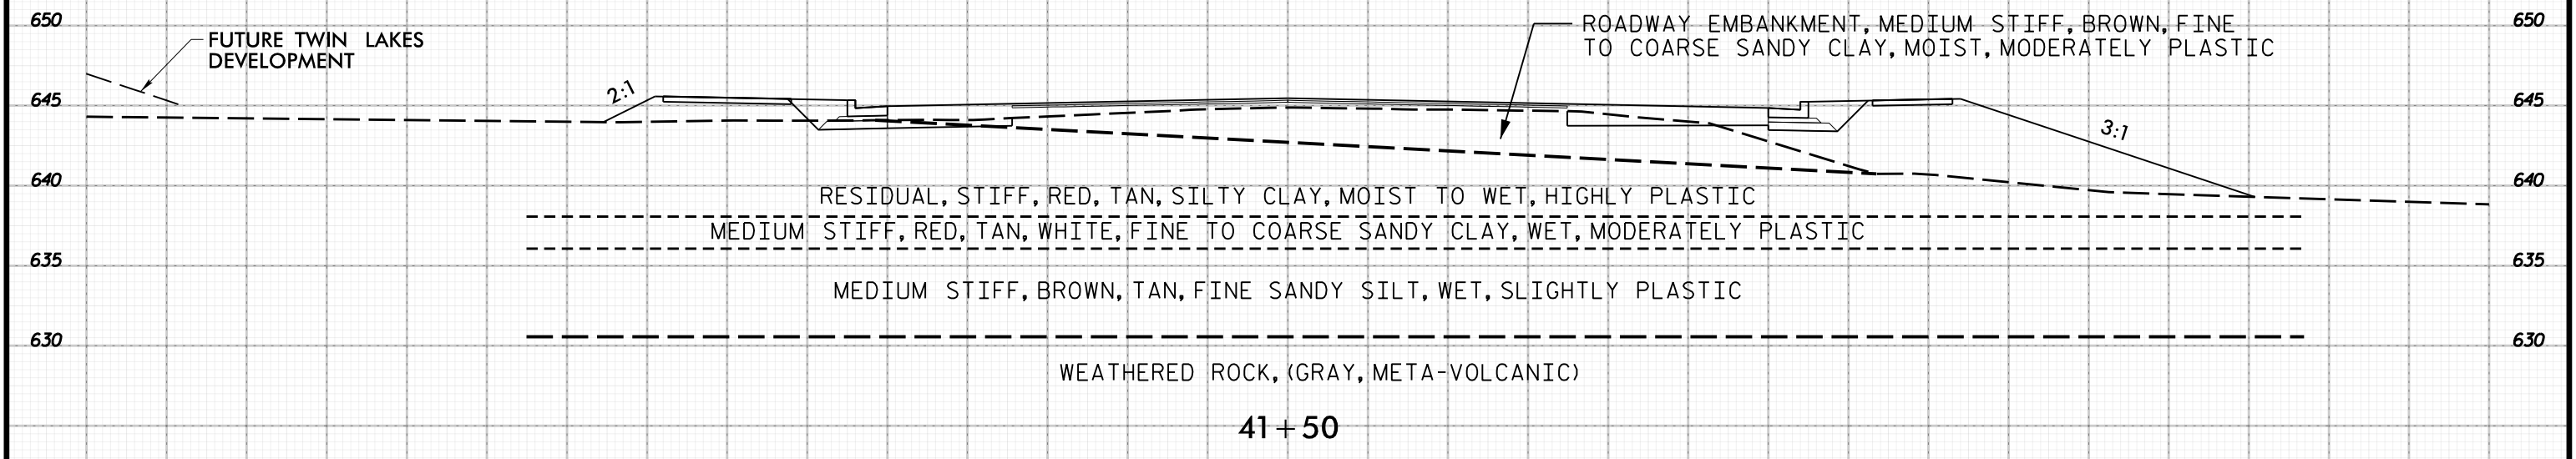 650
650
ROADWAY EMBANKMENT, MEDIUM STIFF, BROWN, FINE
TO COARSE SANDY CLAY, MOIST, MODERATELY PLASTIC
FUTURE TWIN LAKES
DEVELOPMENT
2:1
645
645
3:1
640
640
RESIDUAL, STIFF, RED, TAN, SILTY CLAY, MOIST TO WET, HIGHLY PLASTIC
MEDIUM STIFF, RED, TAN, WHITE, FINE TO COARSE SANDY CLAY, WET, MODERATELY PLASTIC
635
635
MEDIUM STIFF, BROWN, TAN, FINE SANDY SILT, WET, SLIGHTLY PLASTIC
630
630
WEATHERED ROCK, (GRAY, META-VOLCANIC)
41+50